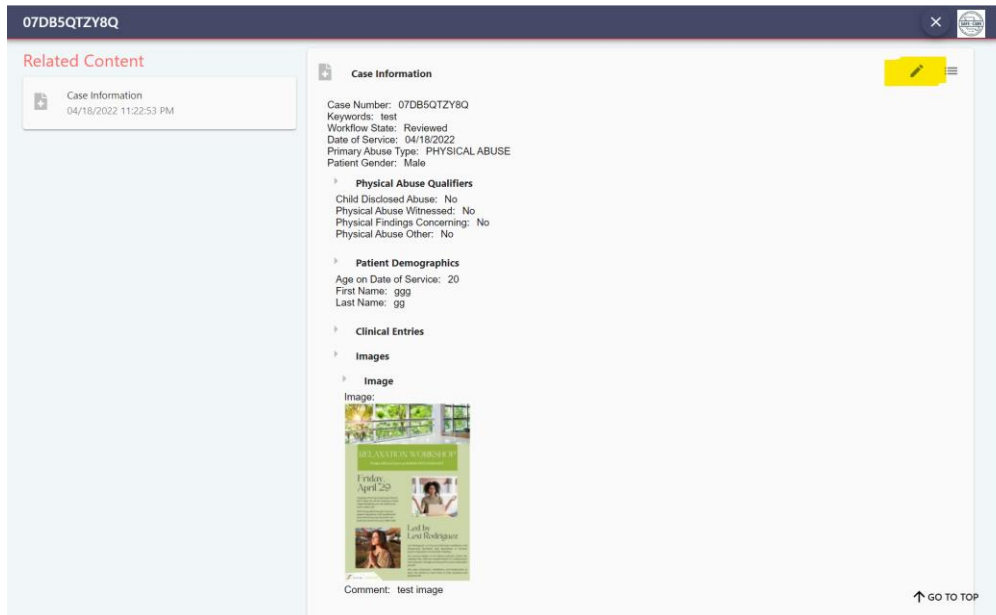 07DB5QTZY8Q
Related Content
Case Information
04/18/2022 11:22:53 PM
Case Information
Case Number: 07DB5QTZY8Q
Keywords: test
Workflow State: Reviewed
Date of Service: 04/18/2022
Primary Abuse Type: PHYSICAL ABUSE
Patient Gender: Male
Physical Abuse Qualifiers
Child Disclosed Abuse: No
Physical Abuse Witnessed: No
Physical Findings Concerning: No
Physical Abuse Other: No
Patient Demographics
Age on Date of Service: 20
First Name: ggg
Last Name: gg
Clinical Entries
Images
Image
Image:
RELAXATION WORKSHOP
Friday,
April 29
Led by
Lexi Rodriguez
Comment: test image
GO TO TOP